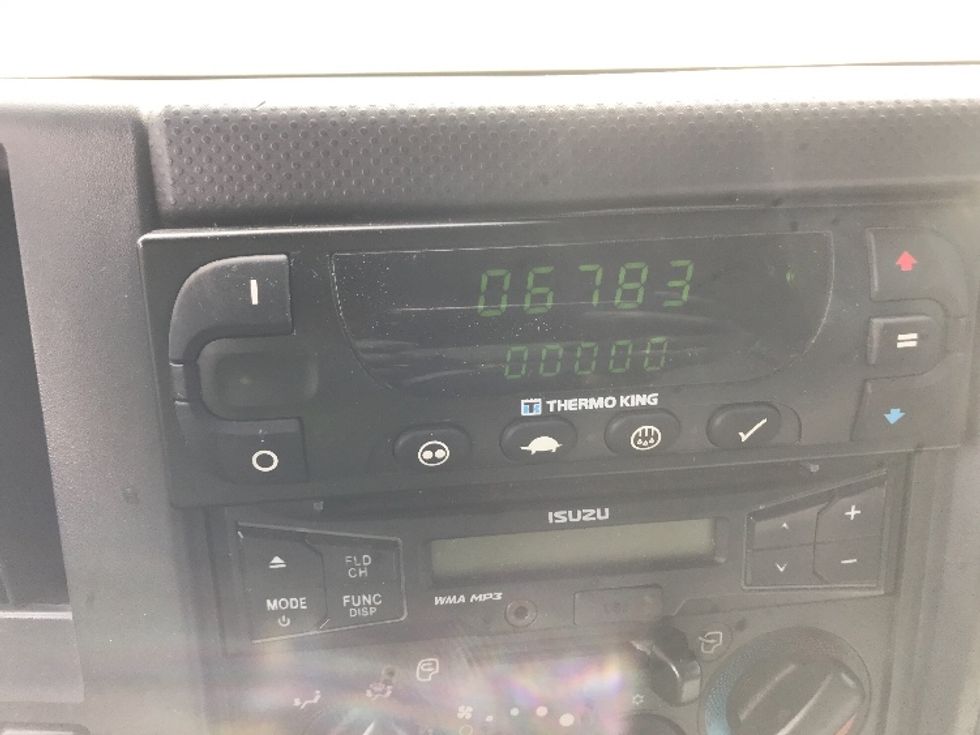 06783
00000
THERMO KING
ISUZU
FLD
CH
MODE
FUNC
DISP
WMA MP3
+
−